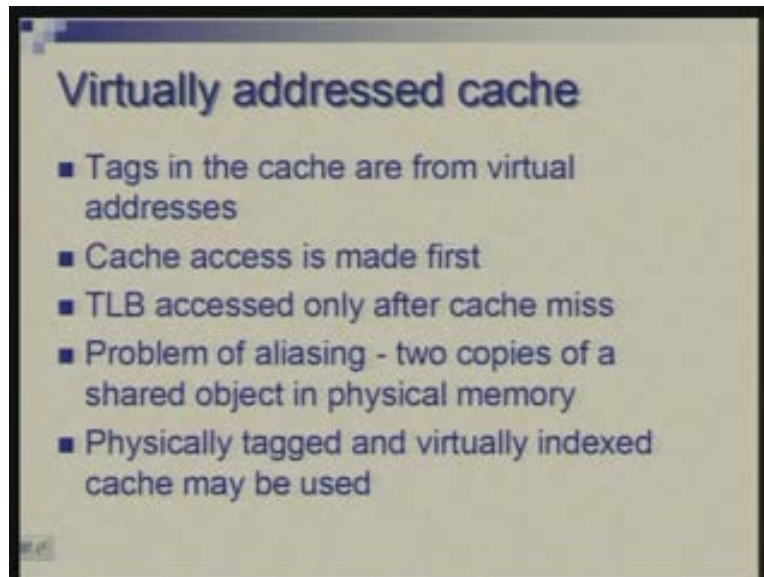 Virtually addressed cache
Tags in the cache are from virtual
addresses
Cache access is made first
TLB accessed only after cache miss
Problem of aliasing - two copies of a
shared object in physical memory
Physically tagged and virtually indexed
cache may be used